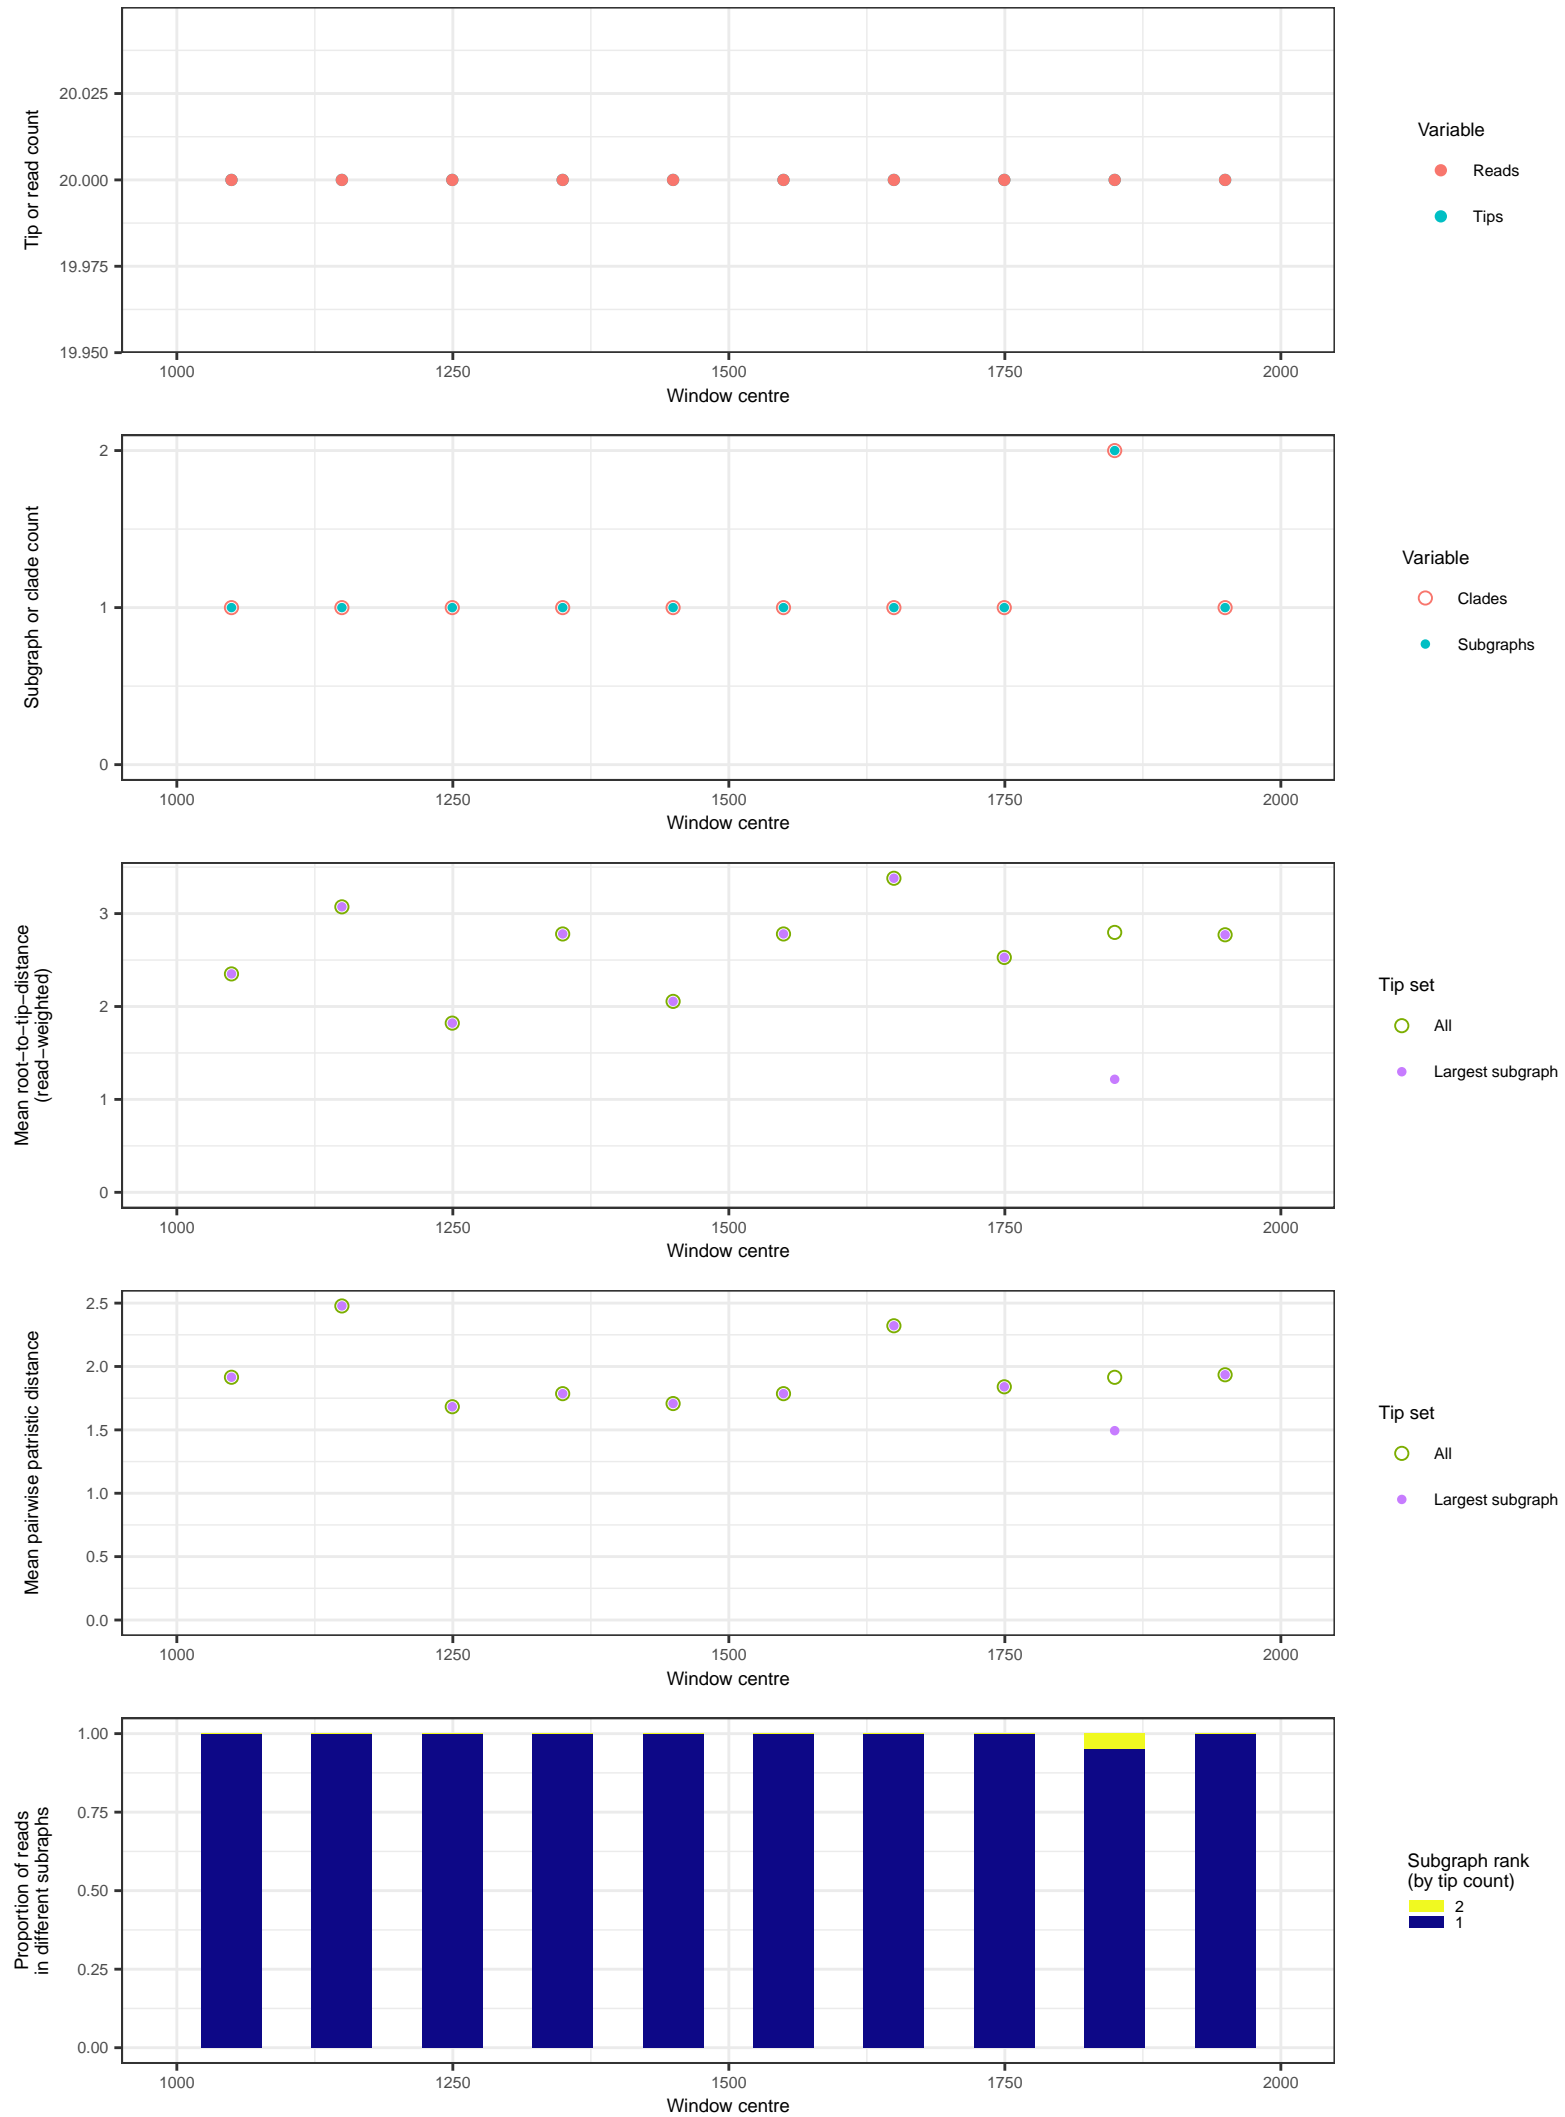 Tip or read count
20.025
20.000
19.975
19.950
1000 1250 1500 1750 2000
Window centre
Variable
Reads
Tips
Subgraph or clade count
2
1
0
1000 1250 1500 1750 2000
Window centre
Variable
Clades
Subgraphs
Mean root−to−tip−distance
(read−weighted)
3
2
1
0
1000 1250 1500 1750 2000
Window centre
Tip set
All
Largest subgraph
Mean pairwise patristic distance
2.5
2.0
1.5
1.0
0.5
0.0
1000 1250 1500 1750 2000
Window centre
Tip set
All
Largest subgraph
Proportion of reads
in different subraphs
1.00
0.75
0.50
0.25
0.00
1000 1250 1500 1750 2000
Window centre
Subgraph rank
(by tip count)
2
1